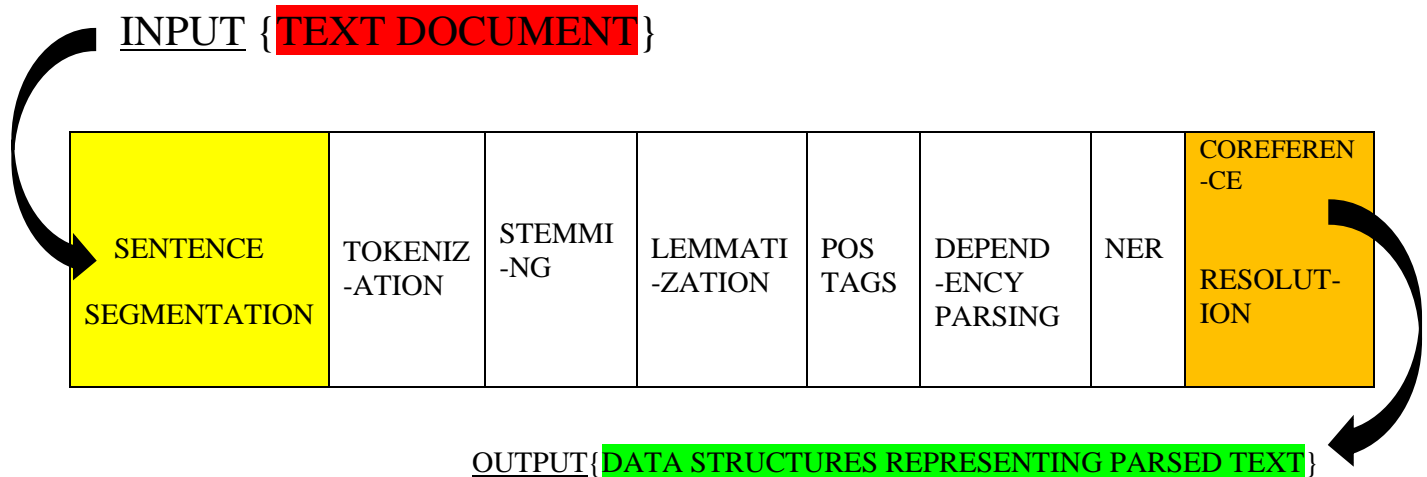 INPUT {TEXT DOCUMENT}
SENTENCE
SEGMENTATION
TOKENIZ
-ATION
STEMMI
-NG
LEMMATI
-ZATION
POS
TAGS
DEPEND
-ENCY
PARSING
NER
COREFEREN
-CE
RESOLUT-
ION
OUTPUT{DATA STRUCTURES REPRESENTING PARSED TEXT}